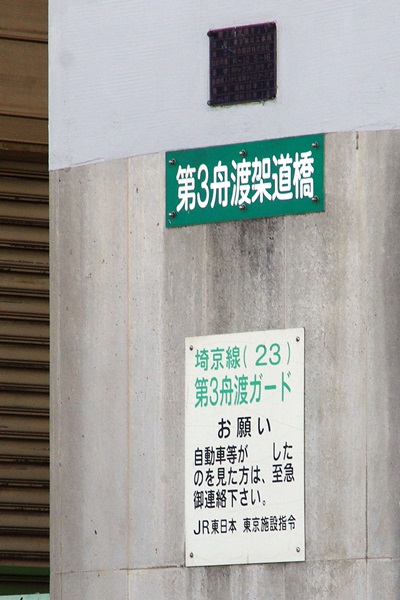 第3舟渡架道橋
埼京線(23)
第3舟渡ガード
お願い
自動車等が　　した
のを見た方は、至急
御連絡下さい。
JR東日本 東京施設指令